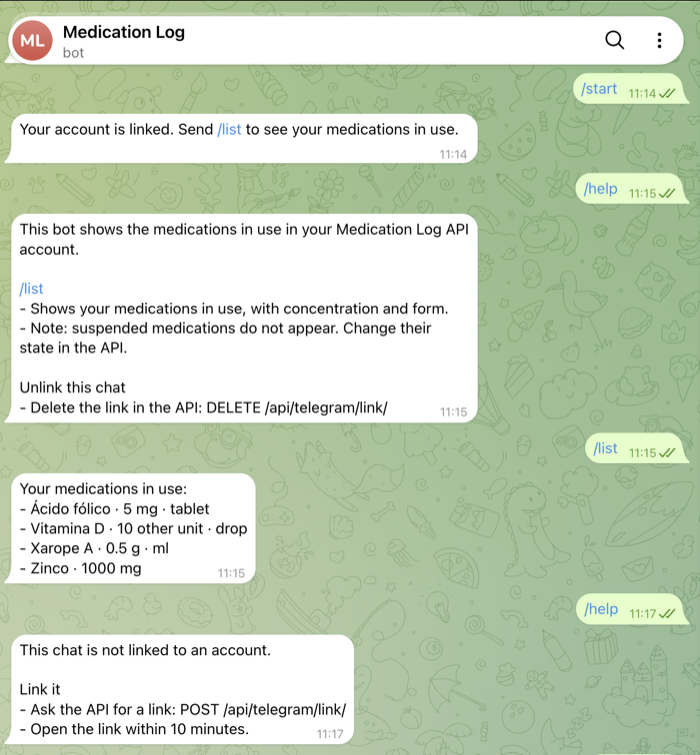 ML
Medication Log
bot
/start 11:14
Your account is linked. Send /list to see your medications in use.
11:14
/help 11:15
This bot shows the medications in use in your Medication Log API
account.
/list
- Shows your medications in use, with concentration and form.
- Note: suspended medications do not appear. Change their
state in the API.
Unlink this chat
- Delete the link in the API: DELETE /api/telegram/link/
11:15
/list 11:15
Your medications in use:
- Ácido fólico · 5 mg · tablet
- Vitamina D · 10 other unit · drop
- Xarope A · 0.5 g · ml
- Zinco · 1000 mg
11:15
/help 11:17
This chat is not linked to an account.
Link it
- Ask the API for a link: POST /api/telegram/link/
- Open the link within 10 minutes.
11:17